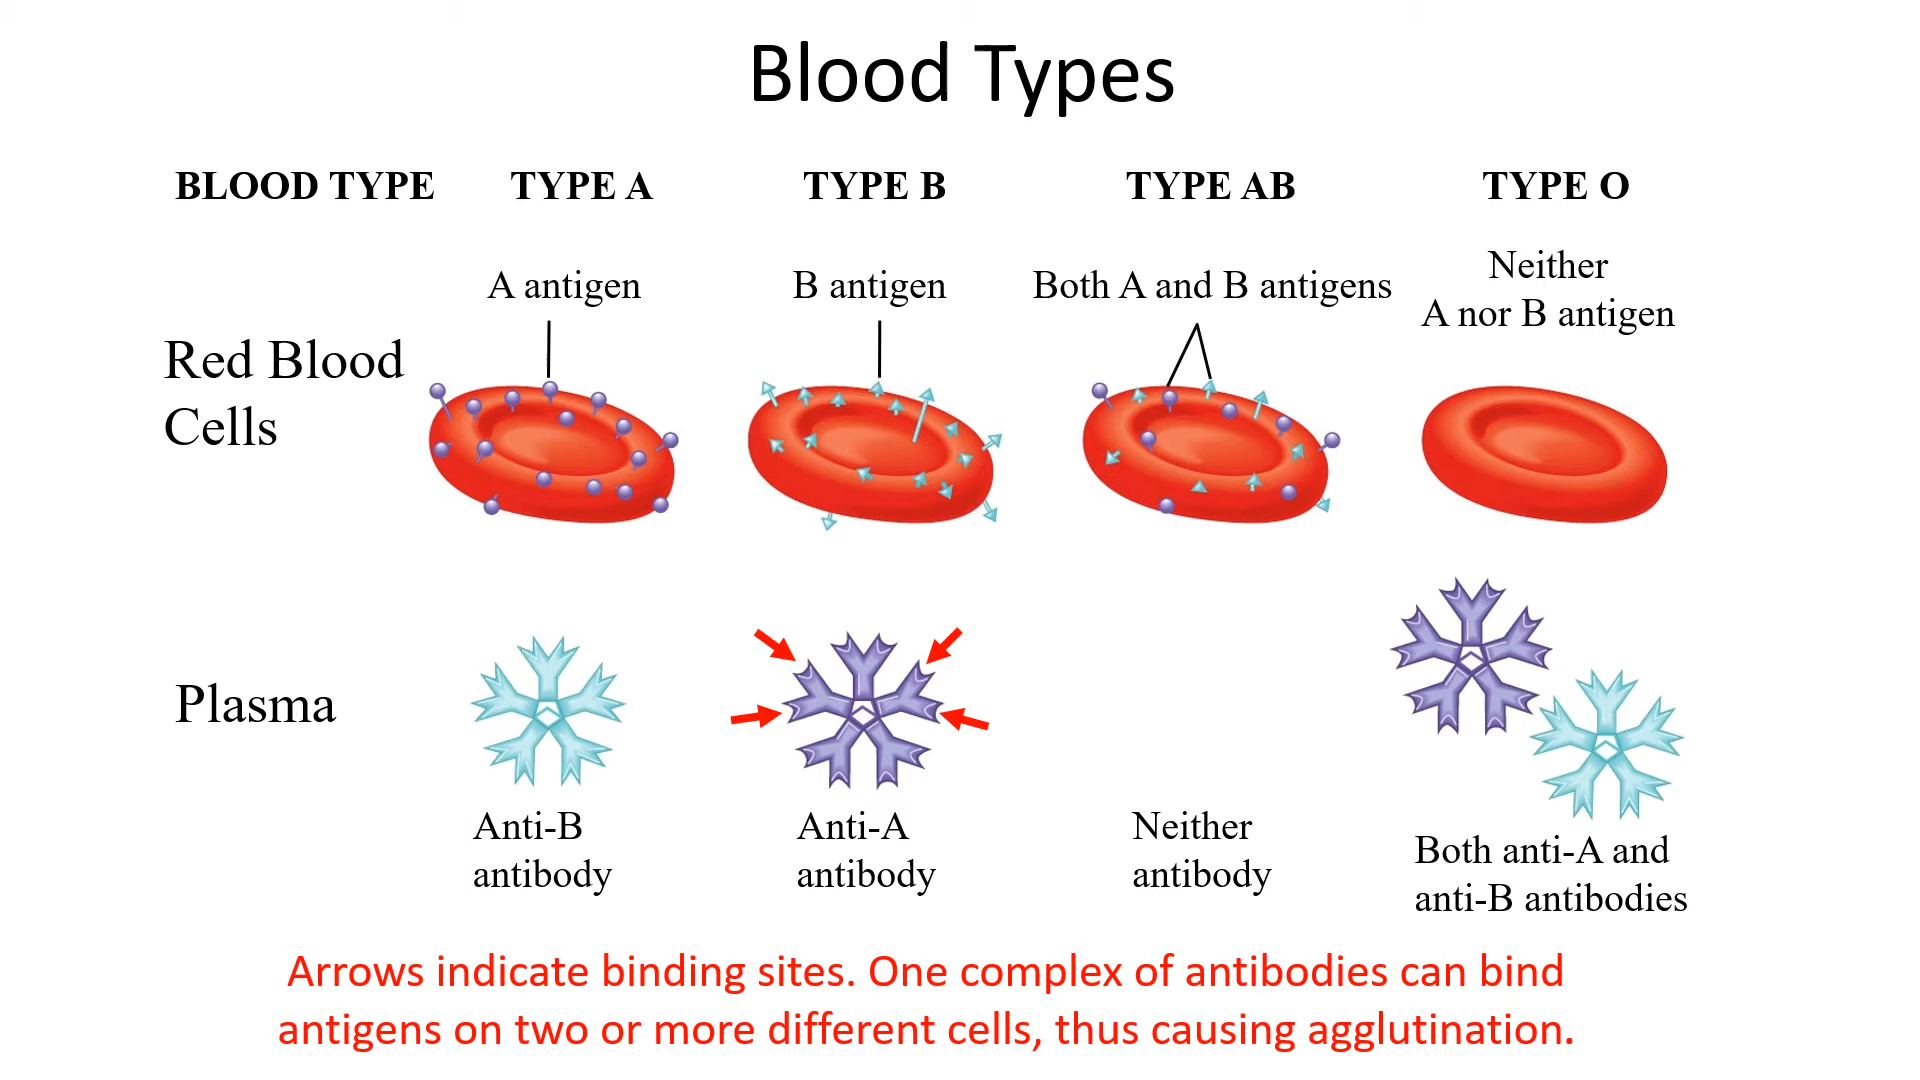 Blood Types
BLOOD TYPE TYPE A TYPE B TYPE AB TYPE O
A antigen
B antigen
Both A and B antigens
Neither
A nor B antigen
Red Blood
Cells
Plasma
Anti-B
antibody
Anti-A
antibody
Neither
antibody
Both anti-A and
anti-B antibodies
Arrows indicate binding sites. One complex of antibodies can bind
antigens on two or more different cells, thus causing agglutination.